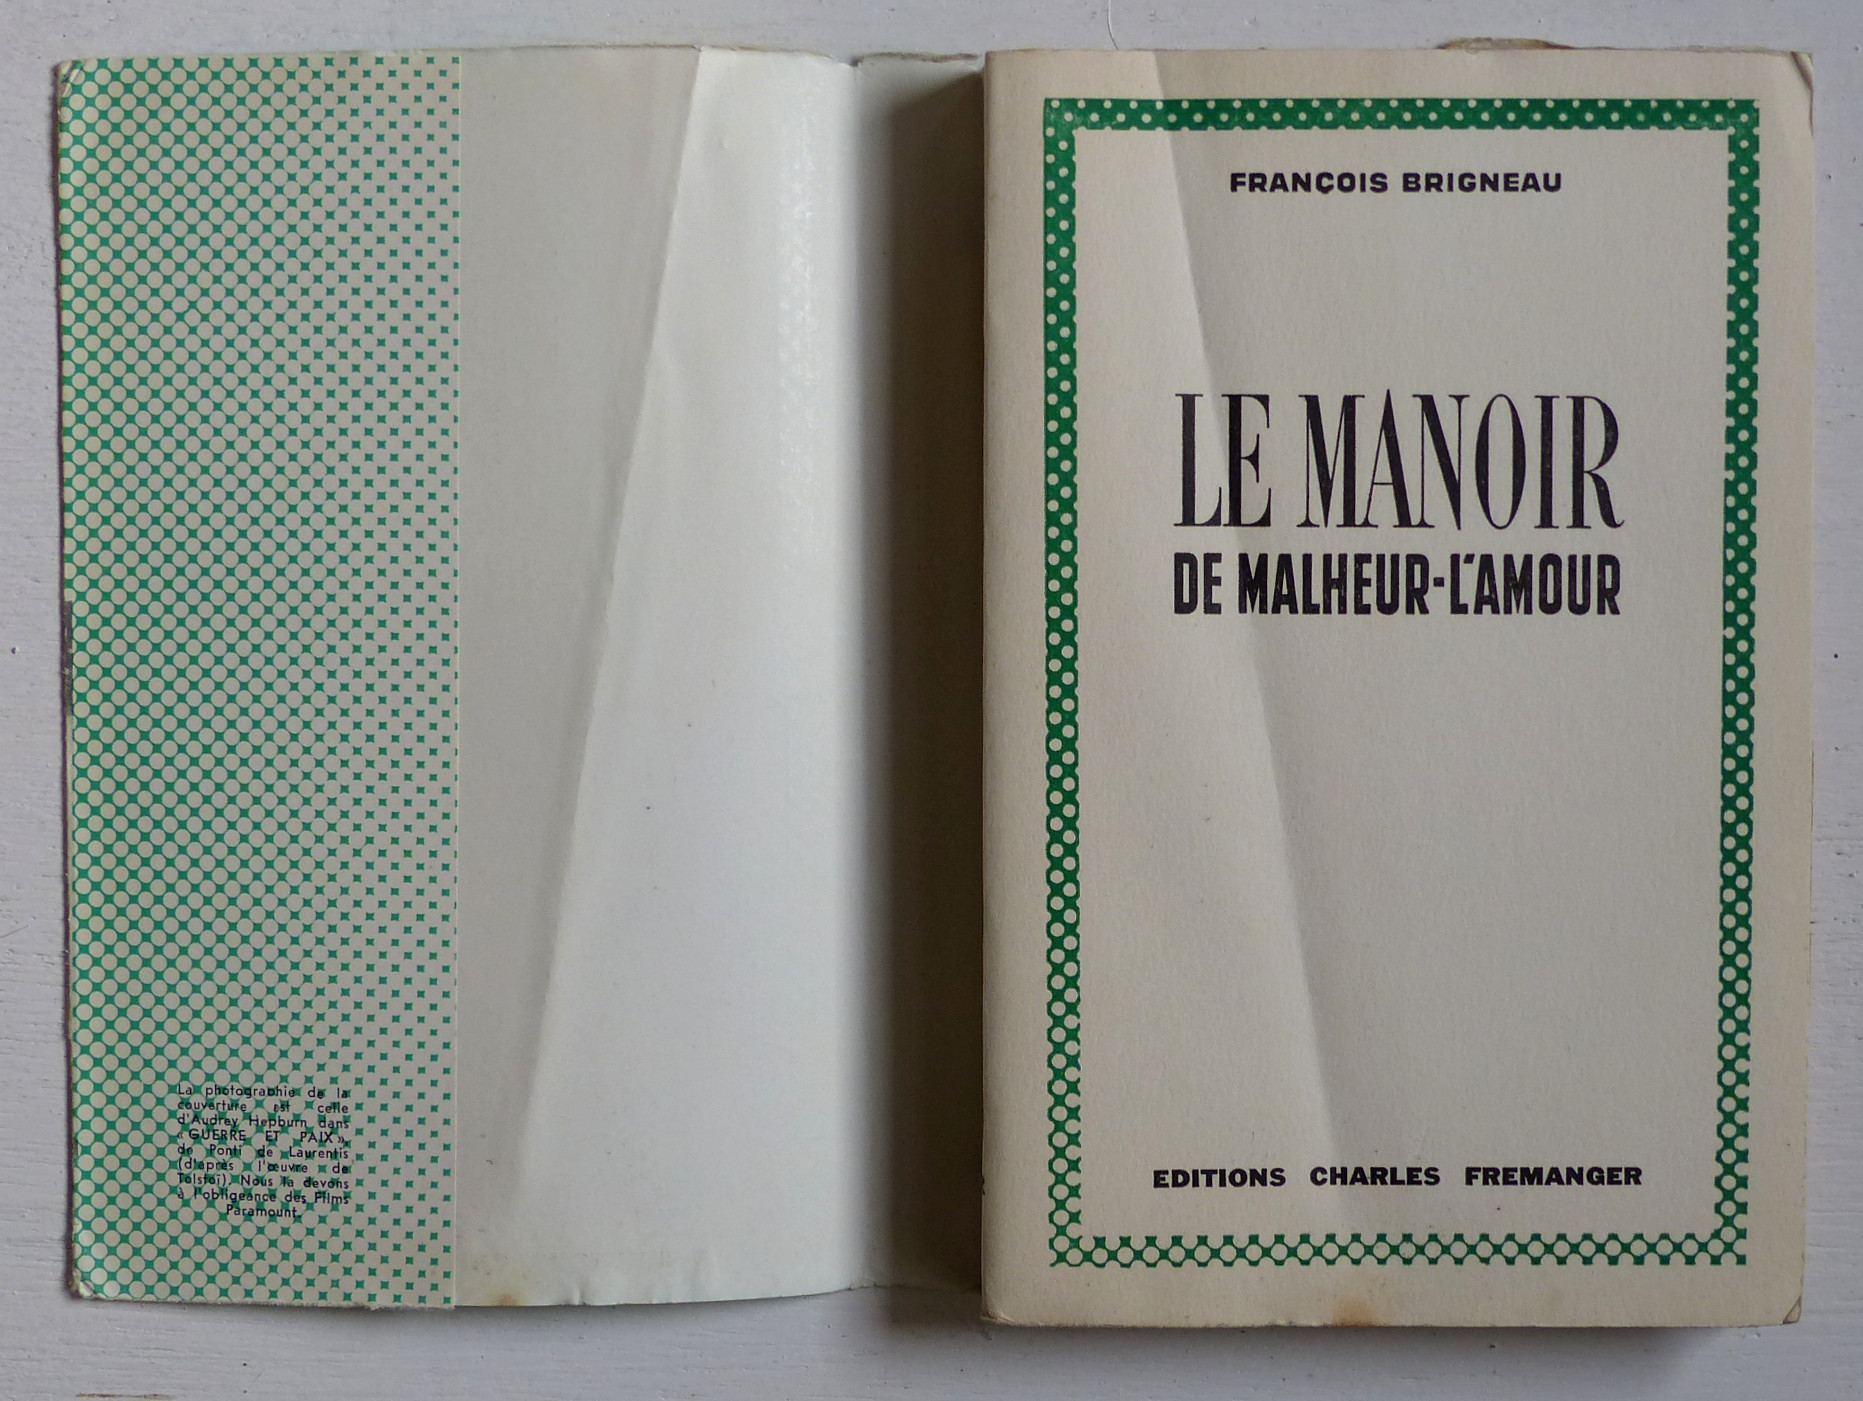 La photographie de la
couverture est celle
d'Audrey Hepburn dans
« GUERRE ET PAIX »,
de Ponti de Laurentis
(d'après l'œuvre de
Tolstoï). Nous la devons
à l'obligeance des Films
Paramount.
FRANÇOIS BRIGNEAU
LE MANOIR
DE MALHEUR-L'AMOUR
EDITIONS CHARLES FREMANGER